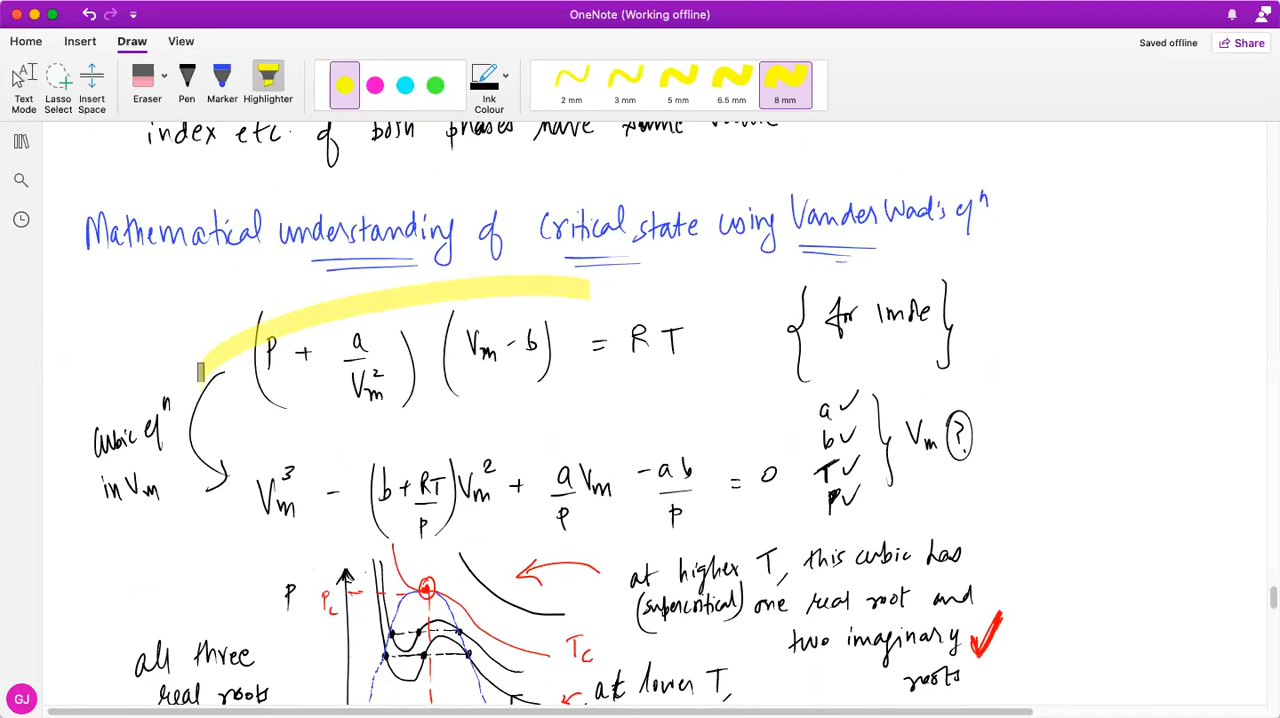 OneNote (Working offline)
Home Insert Draw View
Saved offline
Share
Text Mode
Lasso Select
Insert Space
Eraser
Pen
Marker
Highlighter
Ink Colour
2 mm
3 mm
5 mm
6.5 mm
8 mm
index etc. of both phases have same value
Mathematical understanding of Critical state using VanderWaal's eqⁿ
(P + a/Vm²) (Vm - b) = R T
{for 1mole}
cubic eqⁿ
in Vm
a ✓
b ✓
T ✓
P ✓
} Vm ?
Vm³ - (b + RT/P) Vm² + a/P Vm - ab/P = 0
at higher T, this cubic has
(supercritical) one real root and
two imaginary
roots
P
Pc
Tc
all three
real roots
at lower T,
GJ